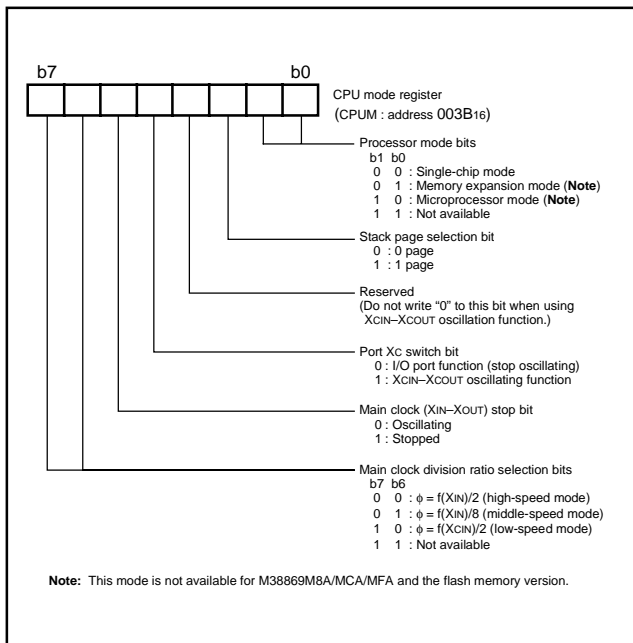 b7 b0
CPU mode register
(CPUM : address 003B16)
Processor mode bits
b1 b0
0 0 : Single-chip mode
0 1 : Memory expansion mode (Note)
1 0 : Microprocessor mode (Note)
1 1 : Not available
Stack page selection bit
0 : 0 page
1 : 1 page
Reserved
(Do not write “0” to this bit when using
XCIN–XCOUT oscillation function.)
Port XC switch bit
0 : I/O port function (stop oscillating)
1 : XCIN–XCOUT oscillating function
Main clock (XIN–XOUT) stop bit
0 : Oscillating
1 : Stopped
Main clock division ratio selection bits
b7 b6
0 0 : φ = f(XIN)/2 (high-speed mode)
0 1 : φ = f(XIN)/8 (middle-speed mode)
1 0 : φ = f(XCIN)/2 (low-speed mode)
1 1 : Not available
Note: This mode is not available for M38869M8A/MCA/MFA and the flash memory version.